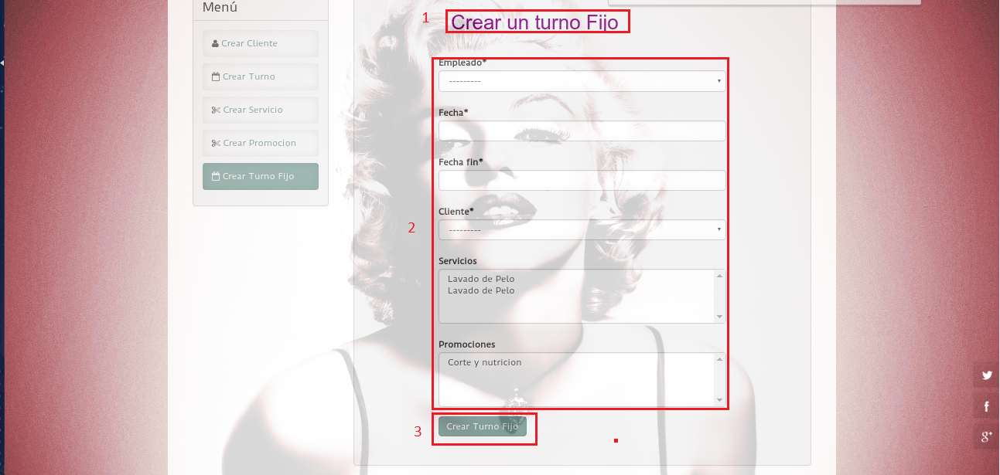 Menú
Crear Cliente
Crear Turno
Crear Servicio
Crear Promocion
Crear Turno Fijo
1
Crear un turno Fijo
2
Empleado*
---------
Fecha*
Fecha fin*
Cliente*
---------
Servicios
Lavado de Pelo
Lavado de Pelo
Promociones
Corte y nutricion
3
Crear Turno Fijo